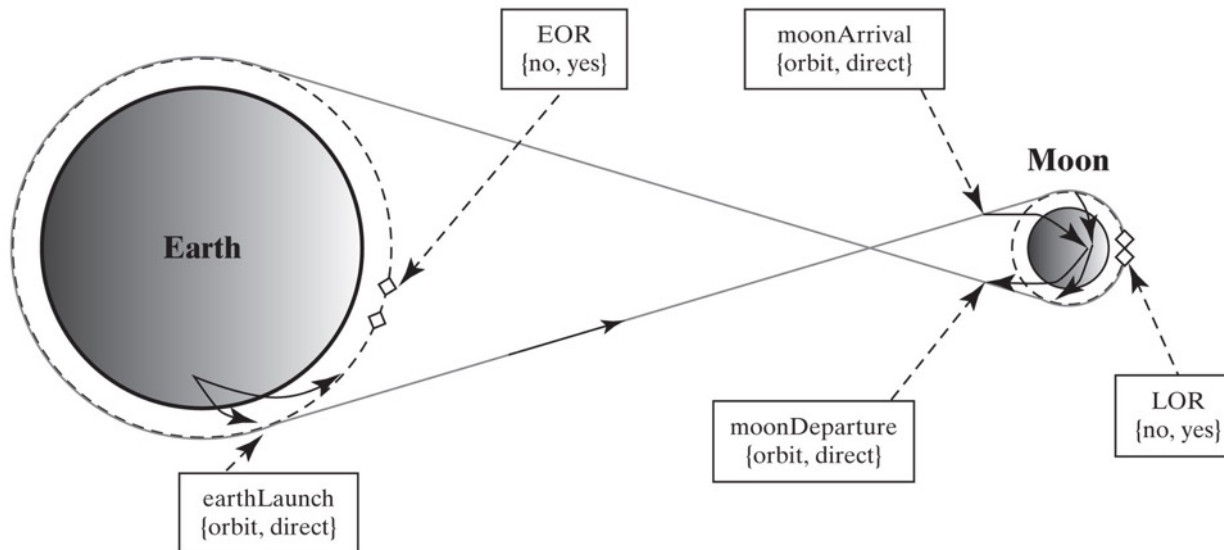 EOR
{no, yes}
moonArrival
{orbit, direct}
Moon
Earth
LOR
{no, yes}
moonDeparture
{orbit, direct}
earthLaunch
{orbit, direct}